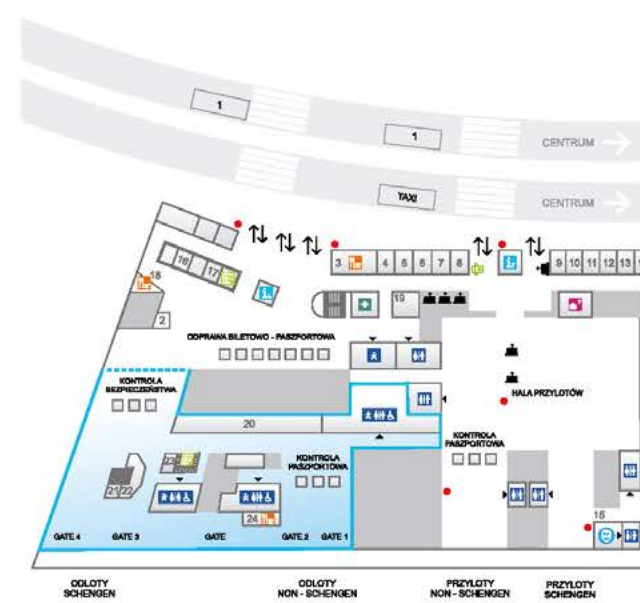 1
1
CENTRUM
TAXI
CENTRUM
3
4
5
6
7
8
9
10
11
12
13
16
17
18
2
19
ODPRAWA BILETOWO - PASZPORTOWA
KONTROLA
BEZPIECZEŃSTWA
HALA PRZYLOTÓW
20
KONTROLA
PASZPORTOWA
KONTROLA
PASZPORTOWA
21
22
24
15
GATE 4
GATE 3
GATE
GATE 2
GATE 1
ODLOTY
SCHENGEN
ODLOTY
NON - SCHENGEN
PRZYLOTY
NON - SCHENGEN
PRZYLOTY
SCHENGEN